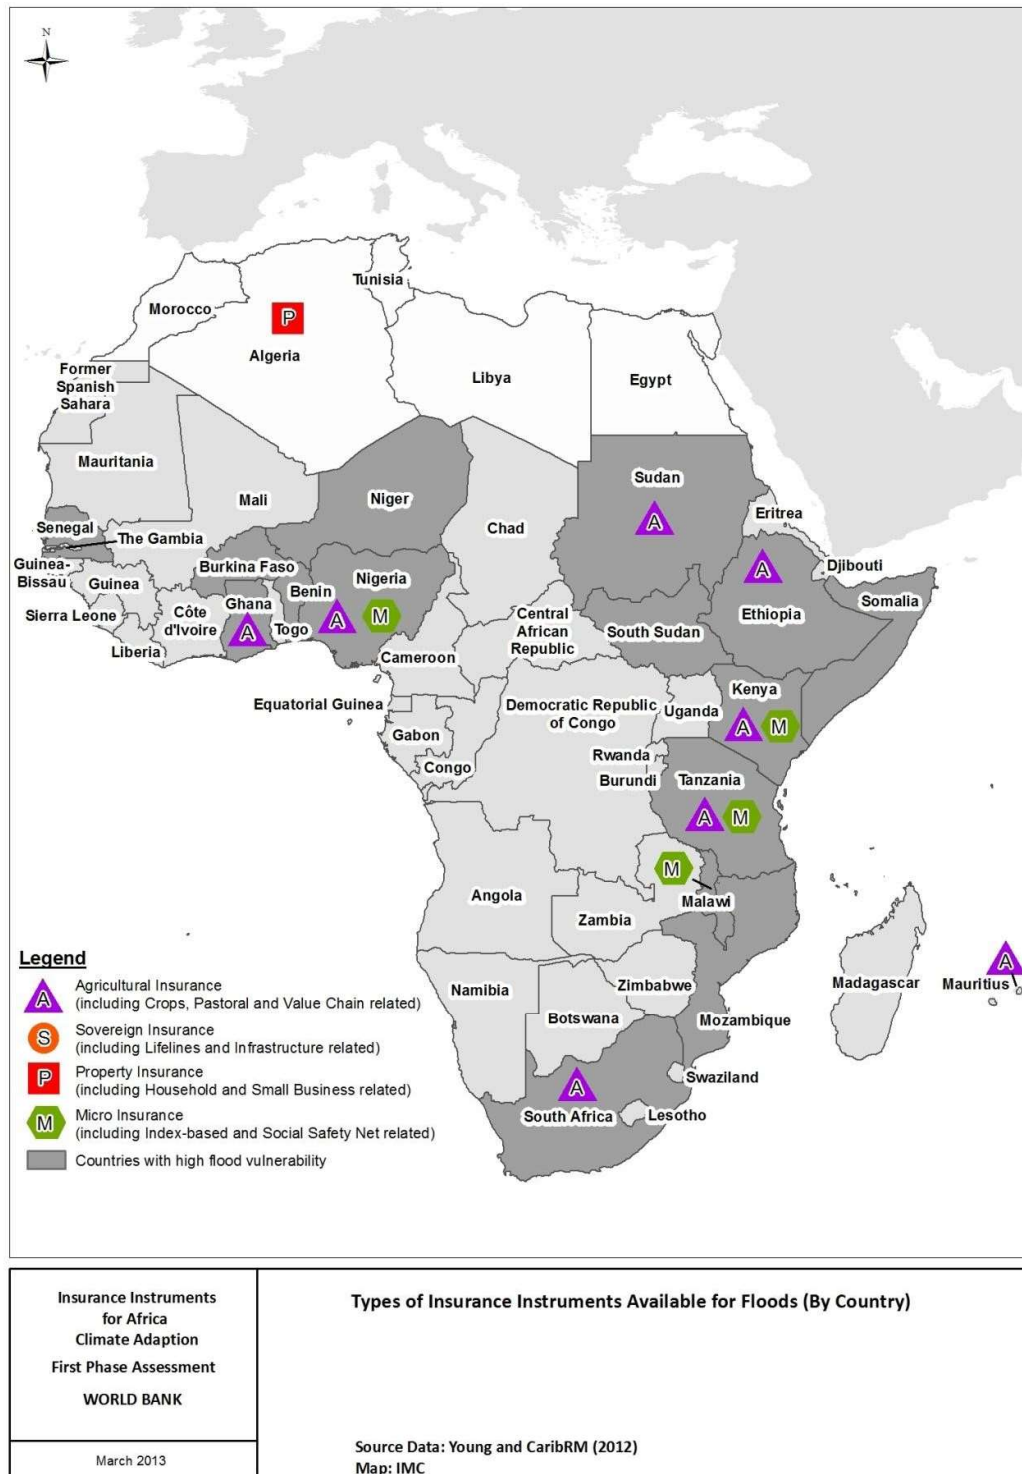 N
Tunisia
Morocco
P
Algeria
Libya
Egypt
Former
Spanish
Sahara
Mauritania
Mali
Niger
Chad
Sudan
A
Eritrea
Senegal
The Gambia
Guinea-
Bissau
Guinea
Burkina Faso
Nigeria
Benin
A
M
A
Djibouti
Ethiopia
Somalia
Sierra Leone
Côte
d'Ivoire
Ghana
A
Togo
Liberia
Central
African
Republic
South Sudan
Cameroon
Equatorial Guinea
Democratic Republic
of Congo
Uganda
Kenya
A
M
Gabon
Congo
Rwanda
Burundi
Tanzania
A
M
M
Malawi
Angola
Zambia
Namibia
Zimbabwe
Botswana
Mozambique
Madagascar
A
Mauritius
Swaziland
A
South Africa
Lesotho
Legend
A
Agricultural Insurance
(including Crops, Pastoral and Value Chain related)
S
Sovereign Insurance
(including Lifelines and Infrastructure related)
P
Property Insurance
(including Household and Small Business related)
M
Micro Insurance
(including Index-based and Social Safety Net related)
Countries with high flood vulnerability
Insurance Instruments
for Africa
Climate Adaption
First Phase Assessment
WORLD BANK
March 2013
Types of Insurance Instruments Available for Floods (By Country)
Source Data: Young and CaribRM (2012)
Map: IMC